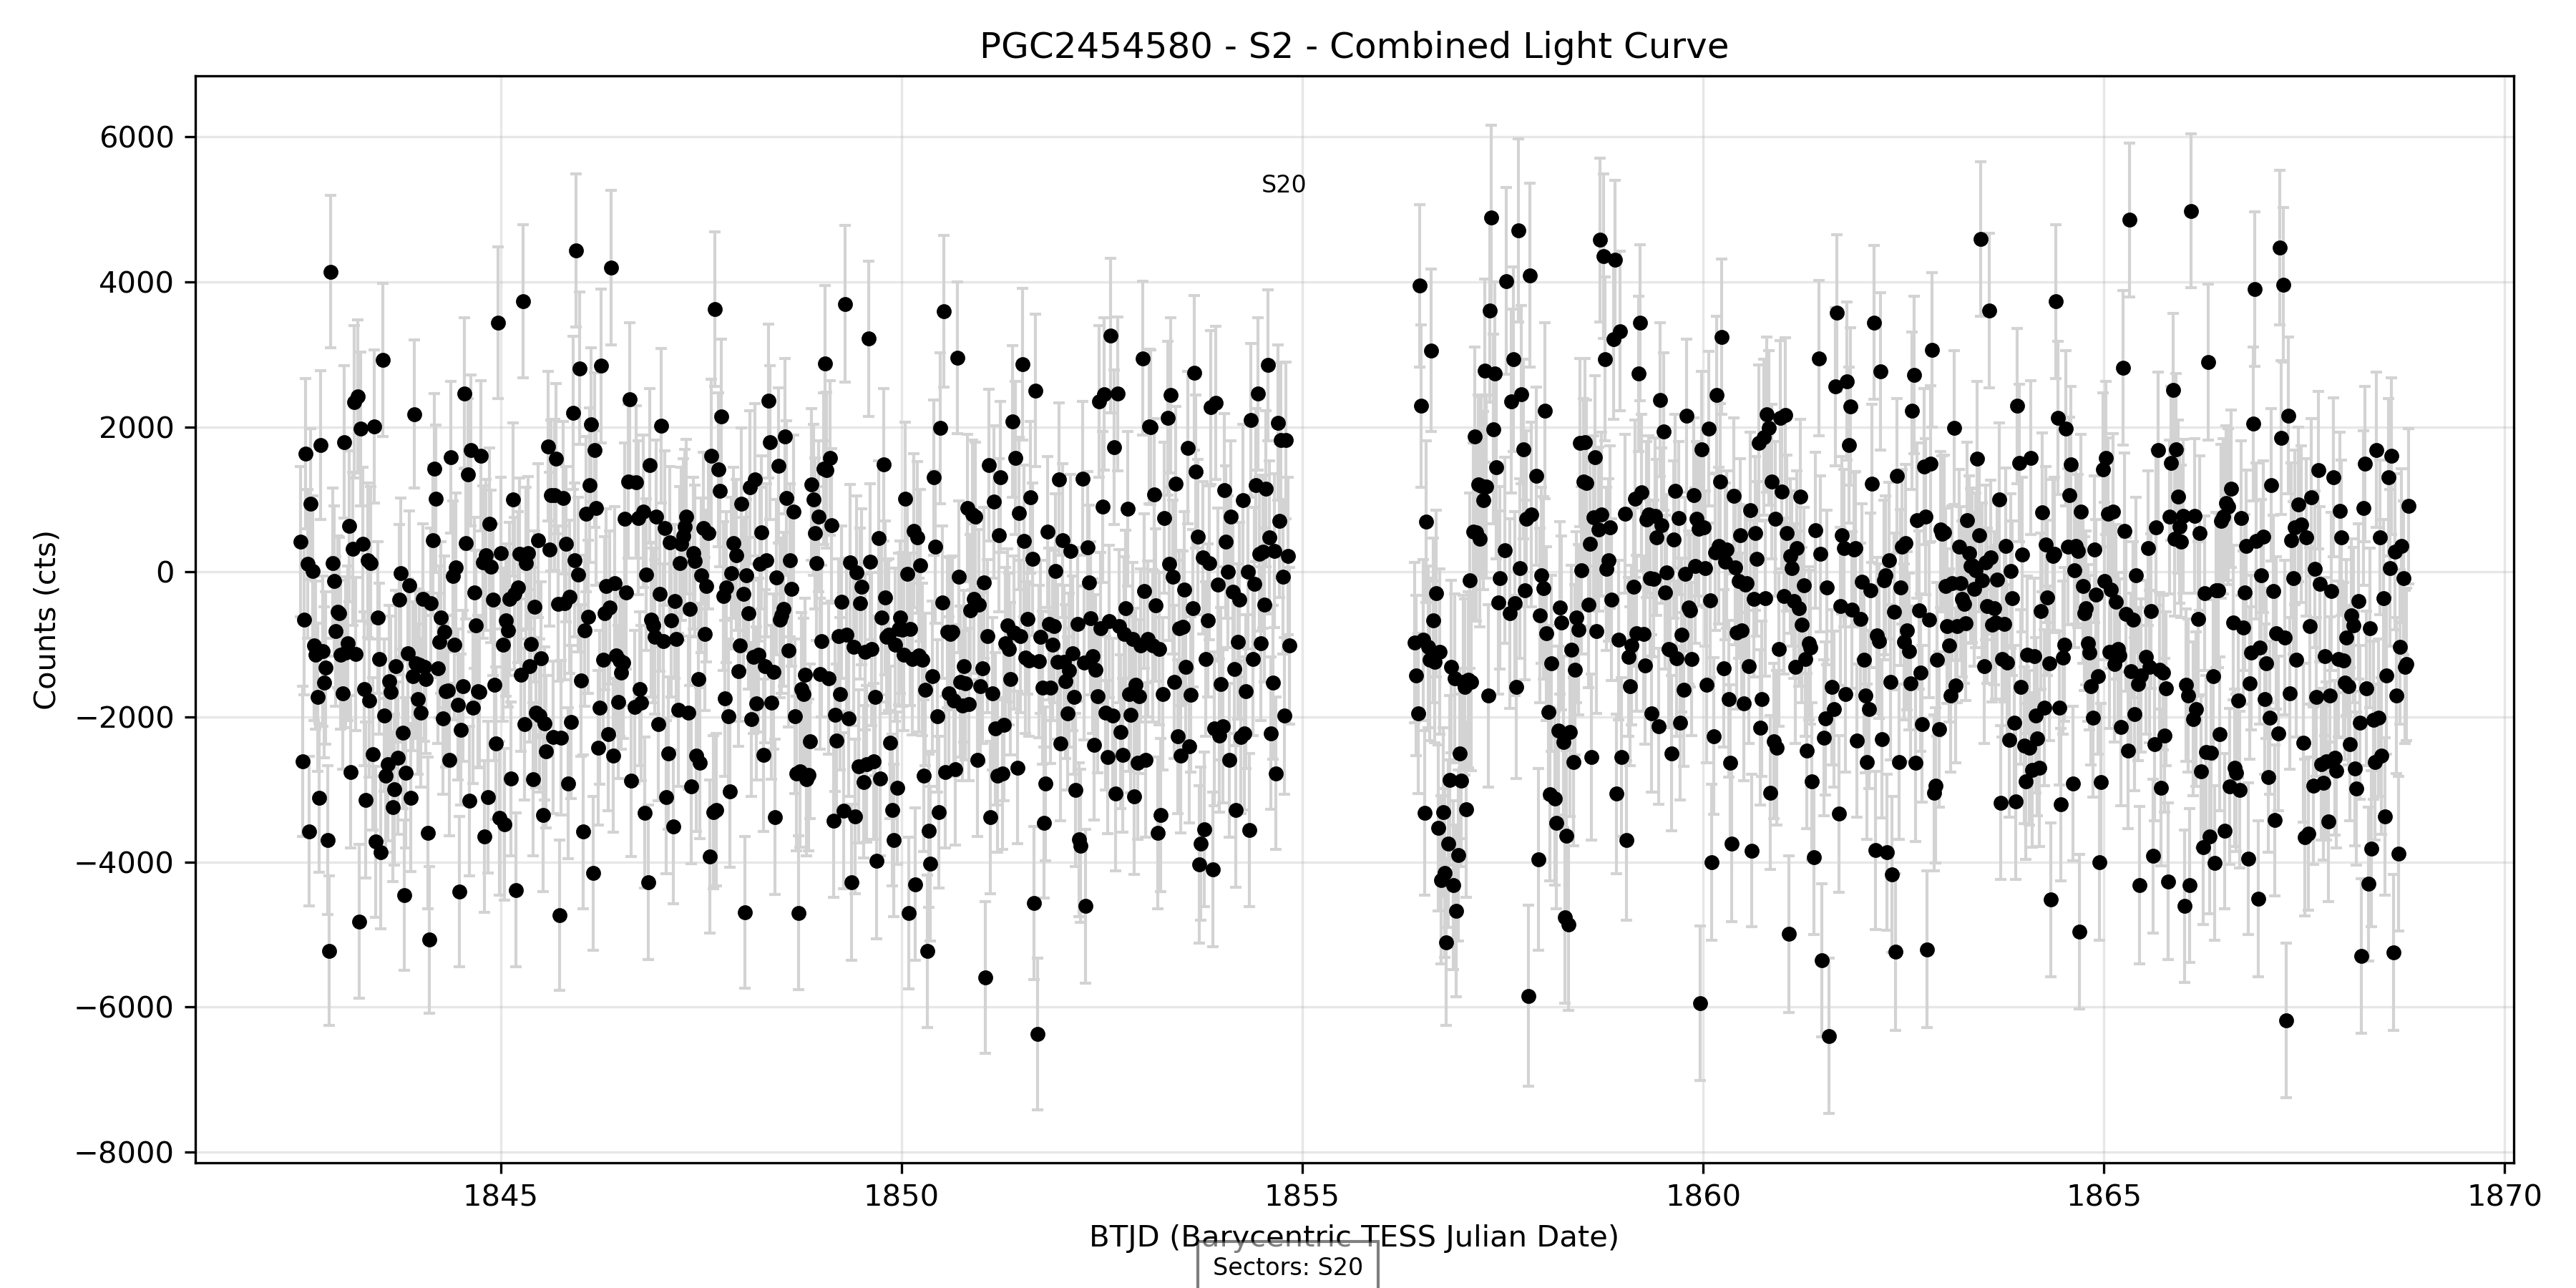 PGC2454580 - S2 - Combined Light Curve
Counts (cts)
6000
4000
2000
0
−2000
−4000
−6000
−8000
S20
1845
1850
1855
1860
1865
1870
BTJD (Barycentric TESS Julian Date)
Sectors: S20